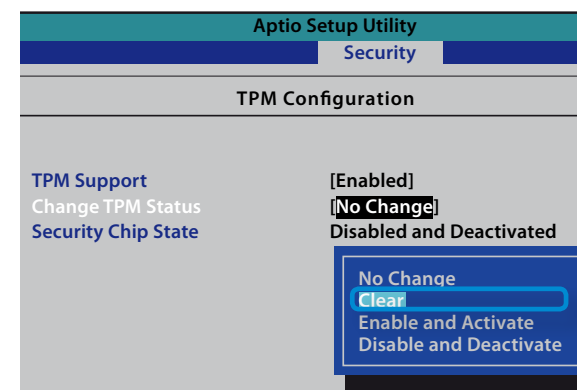 Aptio Setup Utility
Security
TPM Configuration
TPM Support [Enabled]
Change TPM Status [No Change]
Security Chip State Disabled and Deactivated
No Change
Clear
Enable and Activate
Disable and Deactivate